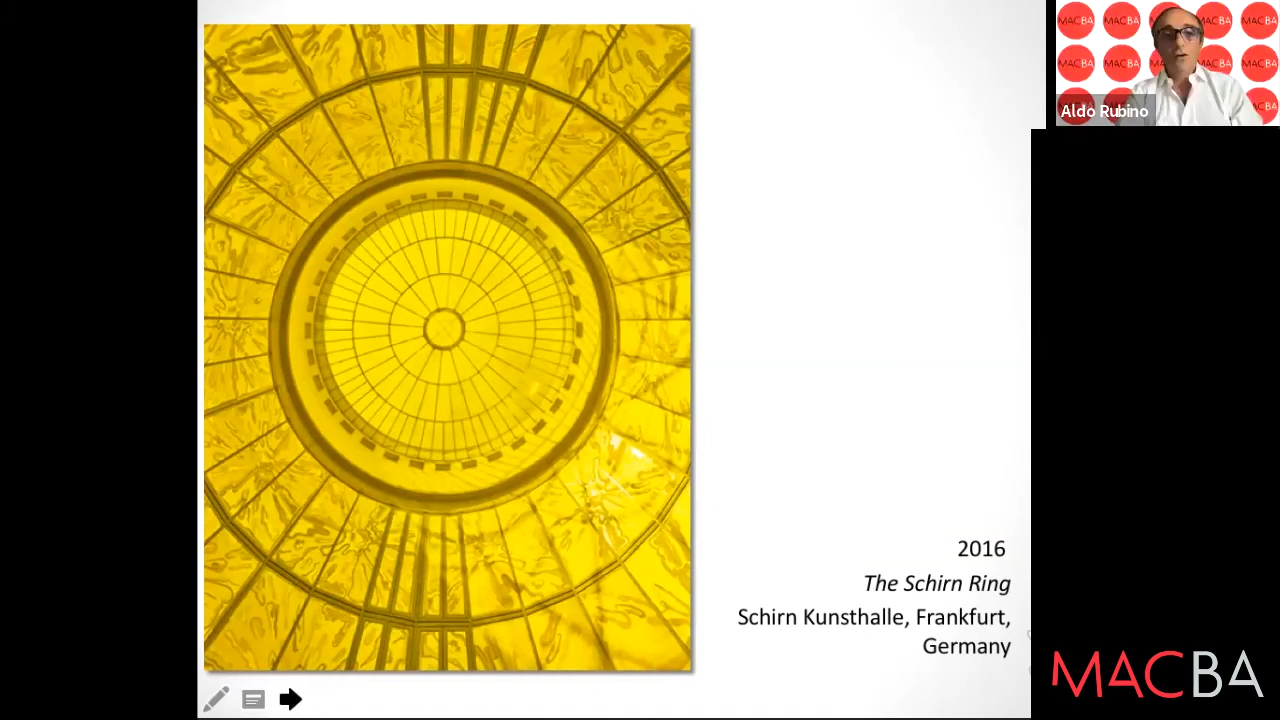 MACBA MACBA MACBA MACBA MACBA
MACBA MACBA MACBA MACBA
Aldo Rubino
2016
The Schirn Ring
Schirn Kunsthalle, Frankfurt,
Germany
MACBA